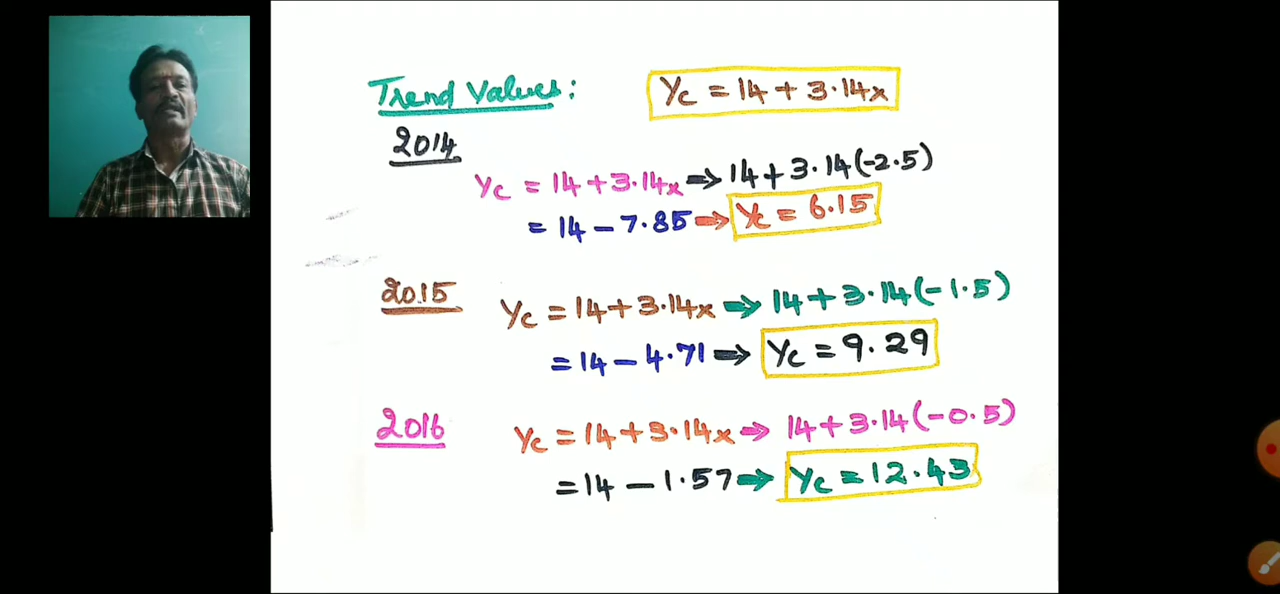 Trend Values:
Yc = 14 + 3.14x
2014
Yc = 14 + 3.14x ⇒ 14 + 3.14(-2.5)
= 14 - 7.85 ⇒ Yc = 6.15
2015
Yc = 14 + 3.14x ⇒ 14 + 3.14(-1.5)
= 14 - 4.71 ⇒ Yc = 9.29
2016
Yc = 14 + 3.14x ⇒ 14 + 3.14(-0.5)
= 14 - 1.57 ⇒ Yc = 12.43